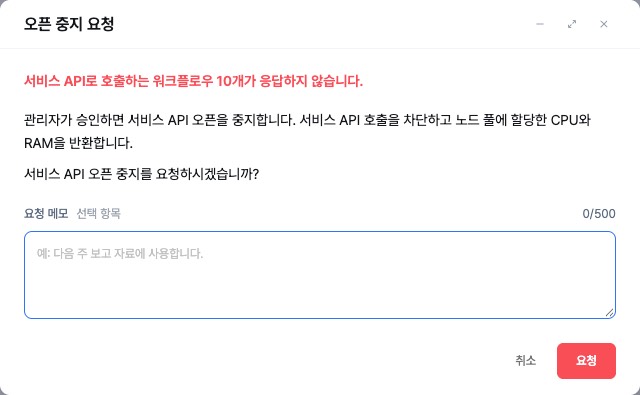 오픈 중지 요청
서비스 API로 호출하는 워크플로우 10개가 응답하지 않습니다.
관리자가 승인하면 서비스 API 오픈을 중지합니다. 서비스 API 호출을 차단하고 노드 풀에 할당한 CPU와
RAM을 반환합니다.
서비스 API 오픈 중지를 요청하시겠습니까?
요청 메모 선택 항목 0/500
예: 다음 주 보고 자료에 사용합니다.
취소 요청